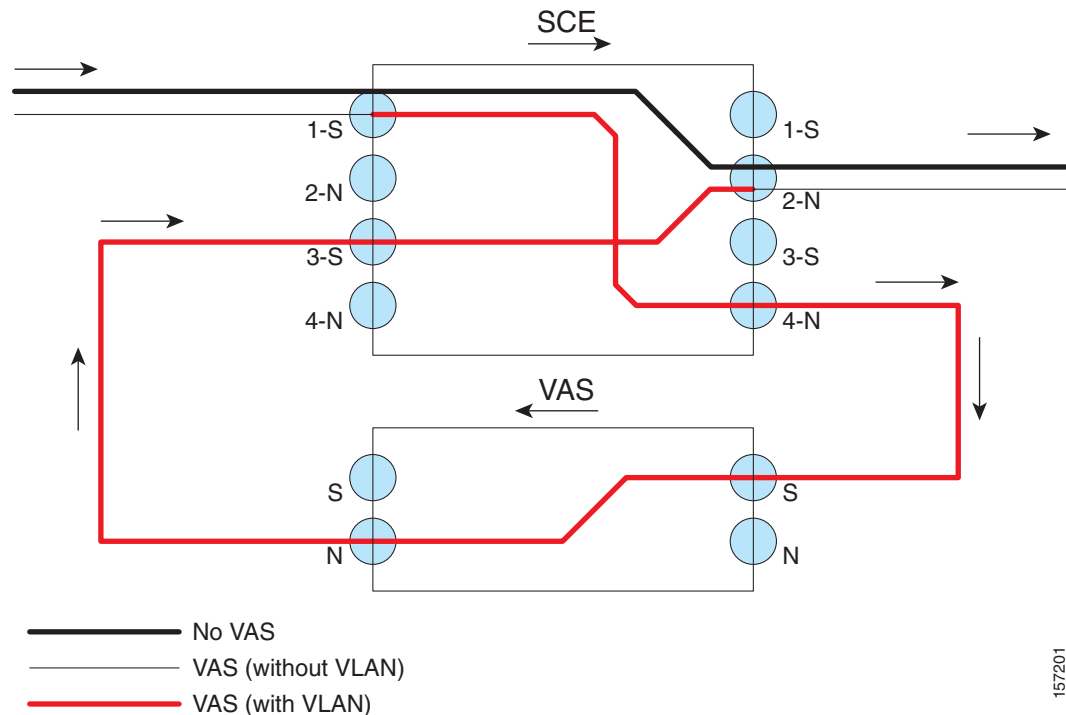 SCE
1-S
1-S
2-N
2-N
3-S
3-S
4-N
4-N
VAS
S
S
N
N
No VAS
VAS (without VLAN)
VAS (with VLAN)
157201